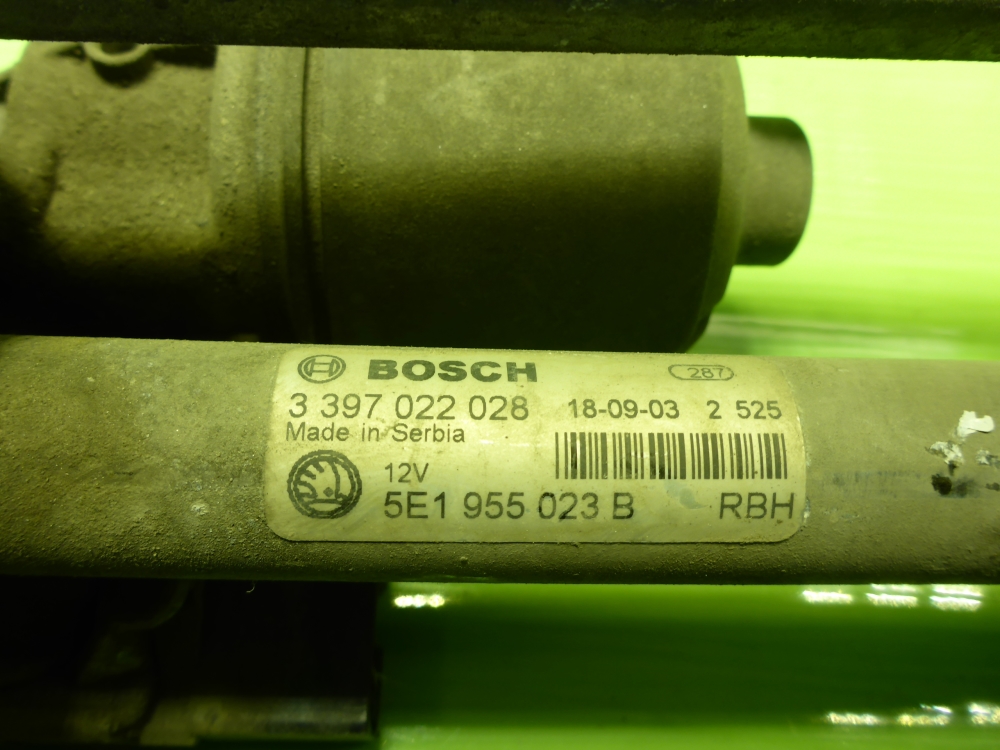 BOSCH 287
3 397 022 028 18-09-03 2 525
Made in Serbia
12V
5E1 955 023 B RBH